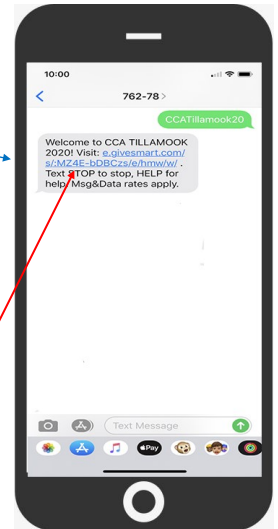 10:00
762-78 >
CCATillamook20
Welcome to CCA TILLAMOOK
2020! Visit: e.givesmart.com/
s/:MZ4E-bDBCzs/e/hmw/w/ .
Text STOP to stop, HELP for
help. Msg&Data rates apply.
Text Message
Pay